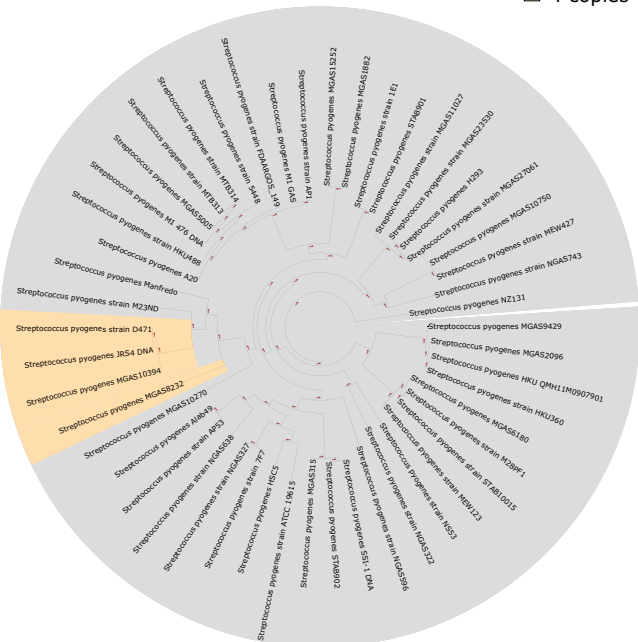 4 copies
Streptococcus pyogenes MGAS15252
Streptococcus pyogenes MGAS1882
Streptococcus pyogenes strain 1E1
Streptococcus pyogenes STAB901
Streptococcus pyogenes strain MGAS11027
Streptococcus pyogenes strain MGAS23530
Streptococcus pyogenes H293
Streptococcus pyogenes strain MGAS27061
Streptococcus pyogenes MGAS10750
Streptococcus pyogenes strain MEW427
Streptococcus pyogenes strain NGAS743
Streptococcus pyogenes NZ131
Streptococcus pyogenes MGAS9429
Streptococcus pyogenes MGAS2096
Streptococcus pyogenes HKU QMH11M0907901
Streptococcus pyogenes strain HKU360
Streptococcus pyogenes MGAS6180
Streptococcus pyogenes strain M28PF1
Streptococcus pyogenes strain STAB10015
Streptococcus pyogenes strain MEW123
Streptococcus pyogenes strain NS53
Streptococcus pyogenes strain NGAS322
Streptococcus pyogenes strain NGAS596
Streptococcus pyogenes SSI-1 DNA
Streptococcus pyogenes STAB902
Streptococcus pyogenes MGAS315
Streptococcus pyogenes strain ATCC 19615
Streptococcus pyogenes HSC5
Streptococcus pyogenes strain 7F7
Streptococcus pyogenes strain NGAS327
Streptococcus pyogenes strain NGAS638
Streptococcus pyogenes strain AP53
Streptococcus pyogenes Alab49
Streptococcus pyogenes MGAS10270
Streptococcus pyogenes MGAS8232
Streptococcus pyogenes MGAS10394
Streptococcus pyogenes JRS4 DNA
Streptococcus pyogenes strain D471
Streptococcus pyogenes strain M23ND
Streptococcus pyogenes Manfredo
Streptococcus pyogenes A20
Streptococcus pyogenes strain HKU488
Streptococcus pyogenes M1 476 DNA
Streptococcus pyogenes MGAS5005
Streptococcus pyogenes strain MTB313
Streptococcus pyogenes strain MTB314
Streptococcus pyogenes strain 5448
Streptococcus pyogenes strain FDAARGOS_149
Streptococcus pyogenes M1 GAS
Streptococcus pyogenes strain AP1